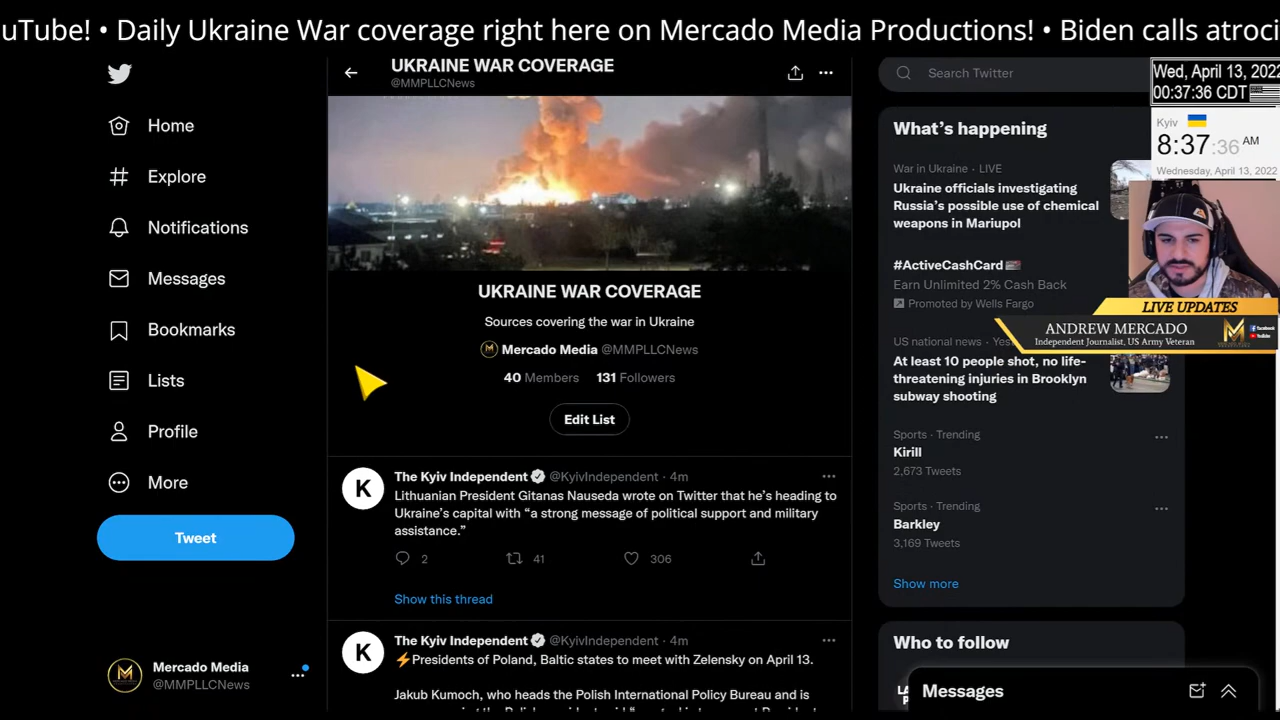 uTube! • Daily Ukraine War coverage right here on Mercado Media Productions! • Biden calls atroci
Home
Explore
Notifications
Messages
Bookmarks
Lists
Profile
More
Tweet
Mercado Media
@MMPLLCNews
UKRAINE WAR COVERAGE
@MMPLLCNews
UKRAINE WAR COVERAGE
Sources covering the war in Ukraine
Mercado Media @MMPLLCNews
40 Members 131 Followers
Edit List
K
The Kyiv Independent @KyivIndependent · 4m
Lithuanian President Gitanas Nauseda wrote on Twitter that he's heading to
Ukraine's capital with “a strong message of political support and military
assistance.”
2 41 306
Show this thread
K
The Kyiv Independent @KyivIndependent · 4m
⚡Presidents of Poland, Baltic states to meet with Zelensky on April 13.
Jakub Kumoch, who heads the Polish International Policy Bureau and is
Search Twitter
Wed, April 13, 2022
00:37:36 CDT
Kyiv
8:37:36 AM
Wednesday, April 13, 2022
What's happening
War in Ukraine · LIVE
Ukraine officials investigating
Russia's possible use of chemical
weapons in Mariupol
#ActiveCashCard
Earn Unlimited 2% Cash Back
Promoted by Wells Fargo
LIVE UPDATES
ANDREW MERCADO
Independent Journalist, US Army Veteran
facebook
YouTube
US national news · Yes
At least 10 people shot, no life-
threatening injuries in Brooklyn
subway shooting
Sports · Trending
Kirill
2,673 Tweets
Sports · Trending
Barkley
3,169 Tweets
Show more
Who to follow
Messages